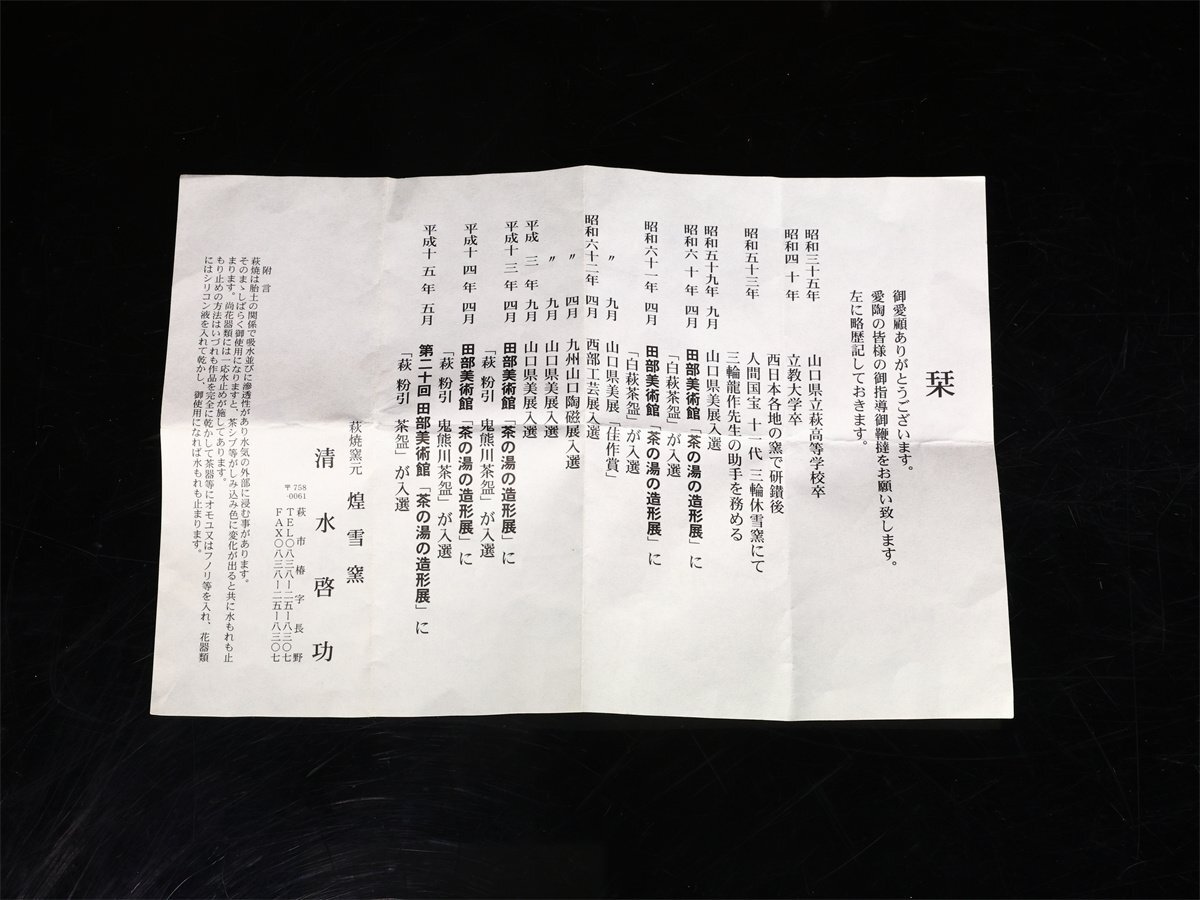 栞
御愛顧ありがとうございます。
愛陶の皆様の御指導御鞭撻をお願い致します。
左に略歴記しておきます。
昭和三十五年 山口県立萩高等学校卒
昭和四十年 立教大学卒
西日本各地の窯で研鑽後
昭和五十三年 人間国宝 十一代 三輪休雪窯にて
三輪龍作先生の助手を務める
昭和五十九年 九月 山口県美展入選
昭和六十年 四月 田部美術館「茶の湯の造形展」に
「白萩茶盌」が入選
昭和六十一年 四月 田部美術館「茶の湯の造形展」に
「白萩茶盌」が入選
〃 九月 山口県美展「佳作賞」
昭和六十二年 四月 西部工芸展入選
〃 四月 九州山口陶磁展入選
〃 九月 山口県美展入選
平成三年 九月 山口県美展入選
平成十三年 四月 田部美術館「茶の湯の造形展」に
「萩 粉引 鬼熊川茶盌」が入選
平成十四年 四月 田部美術館「茶の湯の造形展」に
「萩 粉引 鬼熊川茶盌」が入選
平成十五年 五月 第二十回 田部美術館「茶の湯の造形展」に
「萩 粉引 茶盌」が入選
萩焼窯元 煌雪窯
清水啓功
〒758-0061 萩市椿字長野
TEL〇八三八ー二五ー八三〇七
FAX〇八三八ー二五ー八三〇七
附言
萩焼は胎土の関係で吸水並びに滲透性があり水気の外部に浸む事があります。
そのまゝしばらく御使用になりますと、茶シブ等がしみ込み色に変化が出ると共に水もれも止
まります。尚花器類には一応水止めが施してあります。
もり止めの方法はいづれも作品を完全に乾かして茶器等にオモユ又はフノリ等を入れ、花器類
にはシリコン液を入れて乾かし、御使用になれば水もれも止まります。